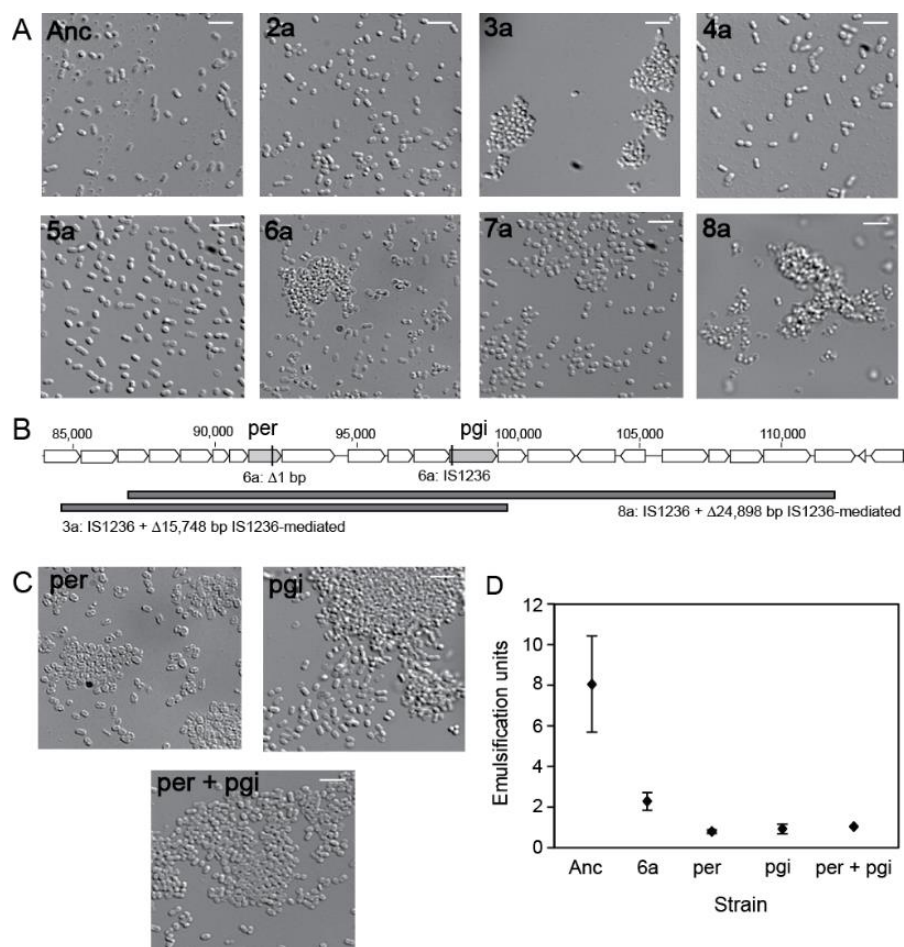 A
Anc
2a
3a
4a
5a
6a
7a
8a
B
85,000 90,000 per 95,000 pgi 100,000 105,000 110,000
6a: Δ1 bp 6a: IS1236
3a: IS1236 + Δ15,748 bp IS1236-mediated
8a: IS1236 + Δ24,898 bp IS1236-mediated
C
per
pgi
per + pgi
D
Emulsification units
12
10
8
6
4
2
0
Anc 6a per pgi per + pgi
Strain